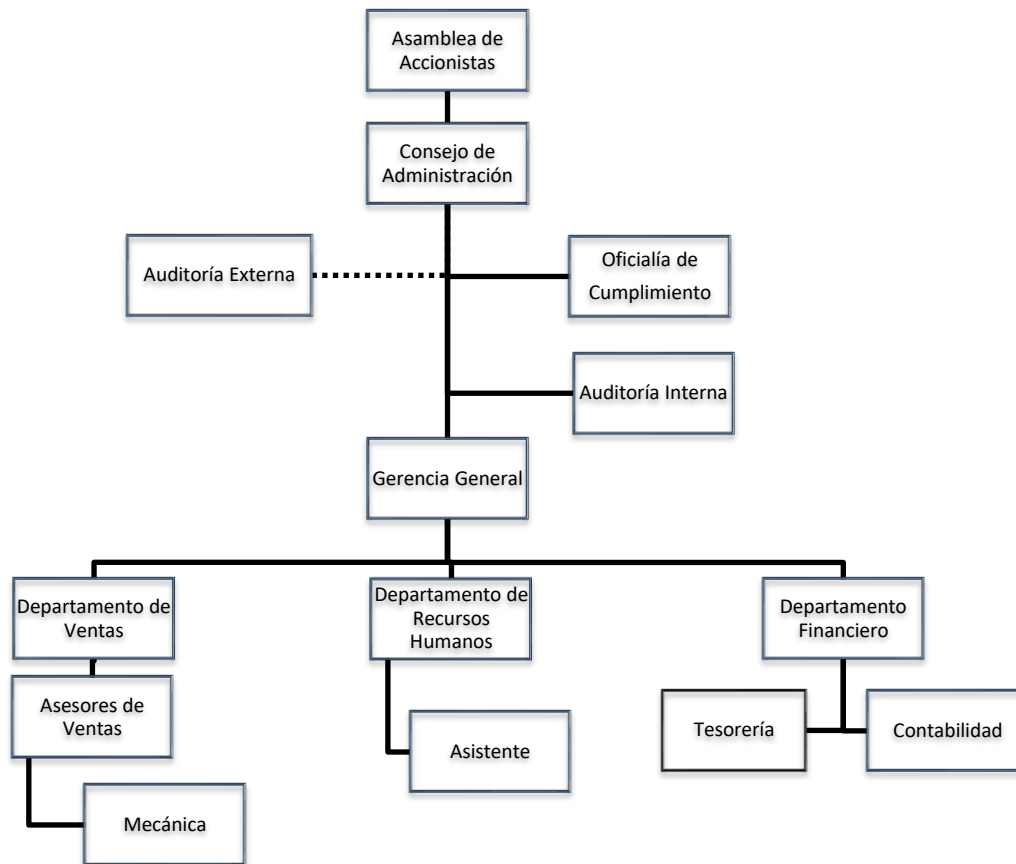 Asamblea de
Accionistas
Consejo de
Administración
Auditoría Externa
Oficialía de
Cumplimiento
Auditoría Interna
Gerencia General
Departamento de
Ventas
Departamento de
Recursos
Humanos
Departamento
Financiero
Asesores de
Ventas
Asistente
Tesorería
Contabilidad
Mecánica